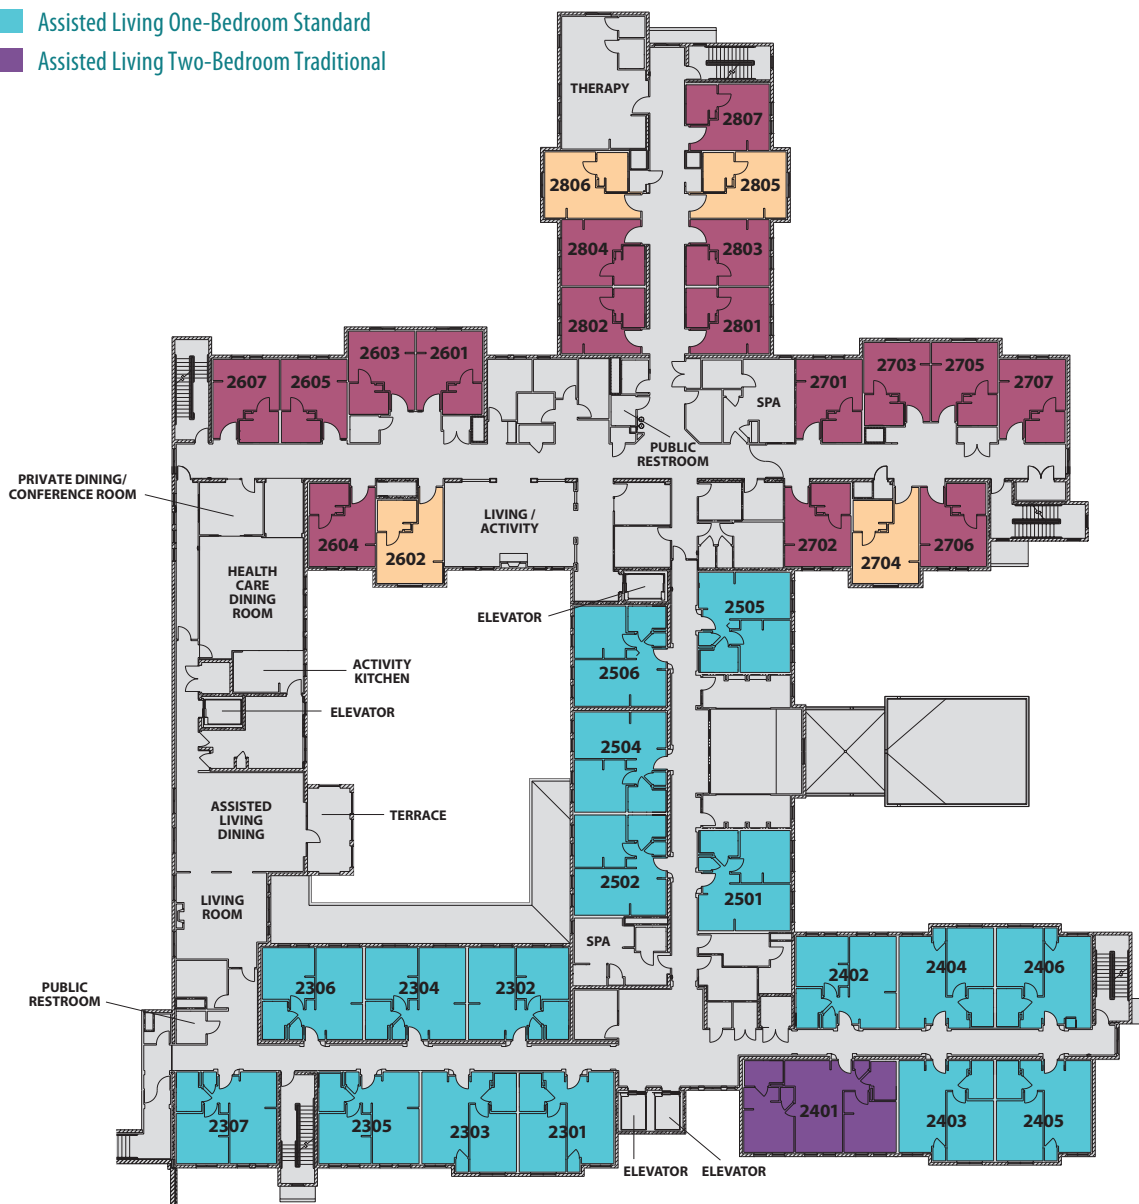 Assisted Living One-Bedroom Standard
Assisted Living Two-Bedroom Traditional
THERAPY
2807
2806
2805
2804
2803
2802
2801
2603
2601
2607
2605
2703
2705
2701
2707
SPA
PUBLIC
RESTROOM
PRIVATE DINING/
CONFERENCE ROOM
LIVING /
ACTIVITY
2604
2602
2702
2704
2706
HEALTH
CARE
DINING
ROOM
ELEVATOR
2505
ACTIVITY
KITCHEN
2506
ELEVATOR
2504
ASSISTED
LIVING
DINING
TERRACE
2502
2501
LIVING
ROOM
SPA
PUBLIC
RESTROOM
2306
2304
2302
2402
2404
2406
2307
2305
2303
2301
2401
2403
2405
ELEVATOR
ELEVATOR